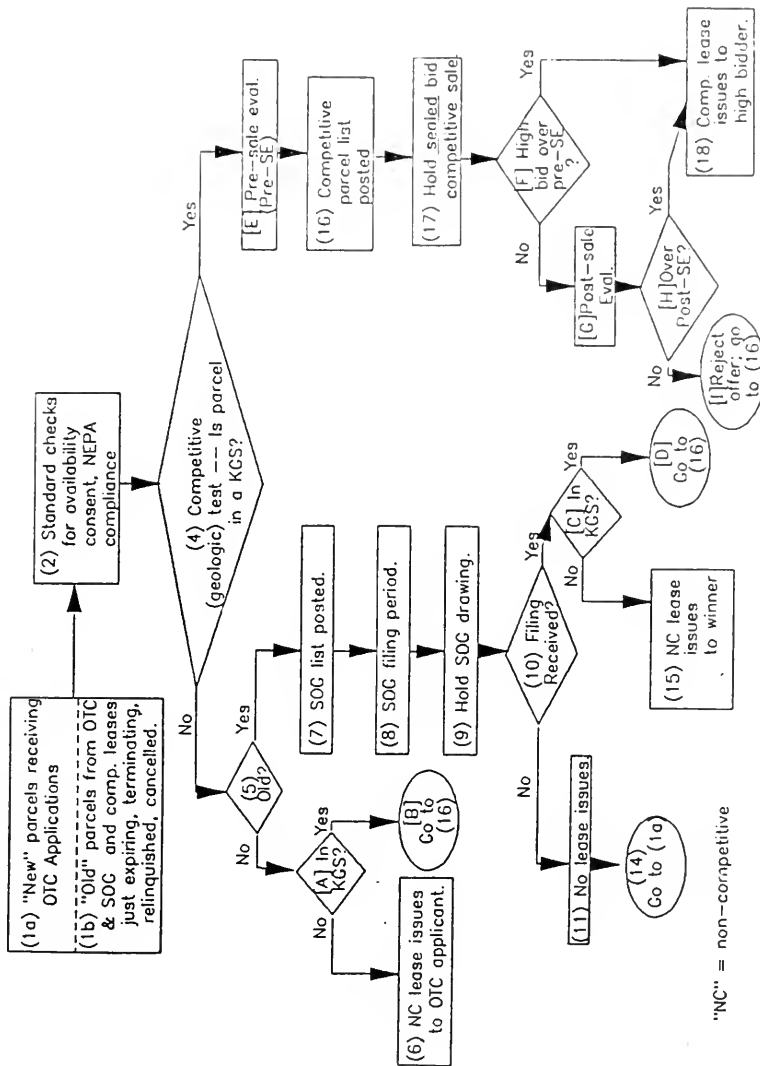 (1a) "New" parcels receiving
OTC Applications
(1b) "Old" parcels from OTC
& SOG and comp. leases
just expiring, terminating,
relinquished, cancelled.
(2) Standard checks
for availability
consent, NEPA
compliance
(4) Competitive
(geologic) test -- Is parcel
in a KGS?
No
Yes
(5)
Old?
No
Yes
[A] In
KGS?
No
Yes
(6) NC lease issues
to OTC applicant.
[B]
Go to
(16)
(7) SOG list posted.
(8) SOG filing period.
(9) Hold SOG drawing.
(10) Filing
Received?
No
Yes
(11) No lease issues
(14)
Go to (1a)
[C] In
KGS?
No
Yes
(15) NC lease
issues
to winner
[D]
Go to
(16)
[E] Pre-sale eval.
(Pre-SE)
(16) Competitive
parcel list
posted
(17) Hold sealed bid
competitive sale
[F] High
bid over
pre-SE
?
No
Yes
[G]Post-sale
Eval.
[H]Over
Post-SE?
No
Yes
[I]Reject
offer; go
to (16)
(18) Comp. lease
issues to
high bidder.
"NC" = non-competitive